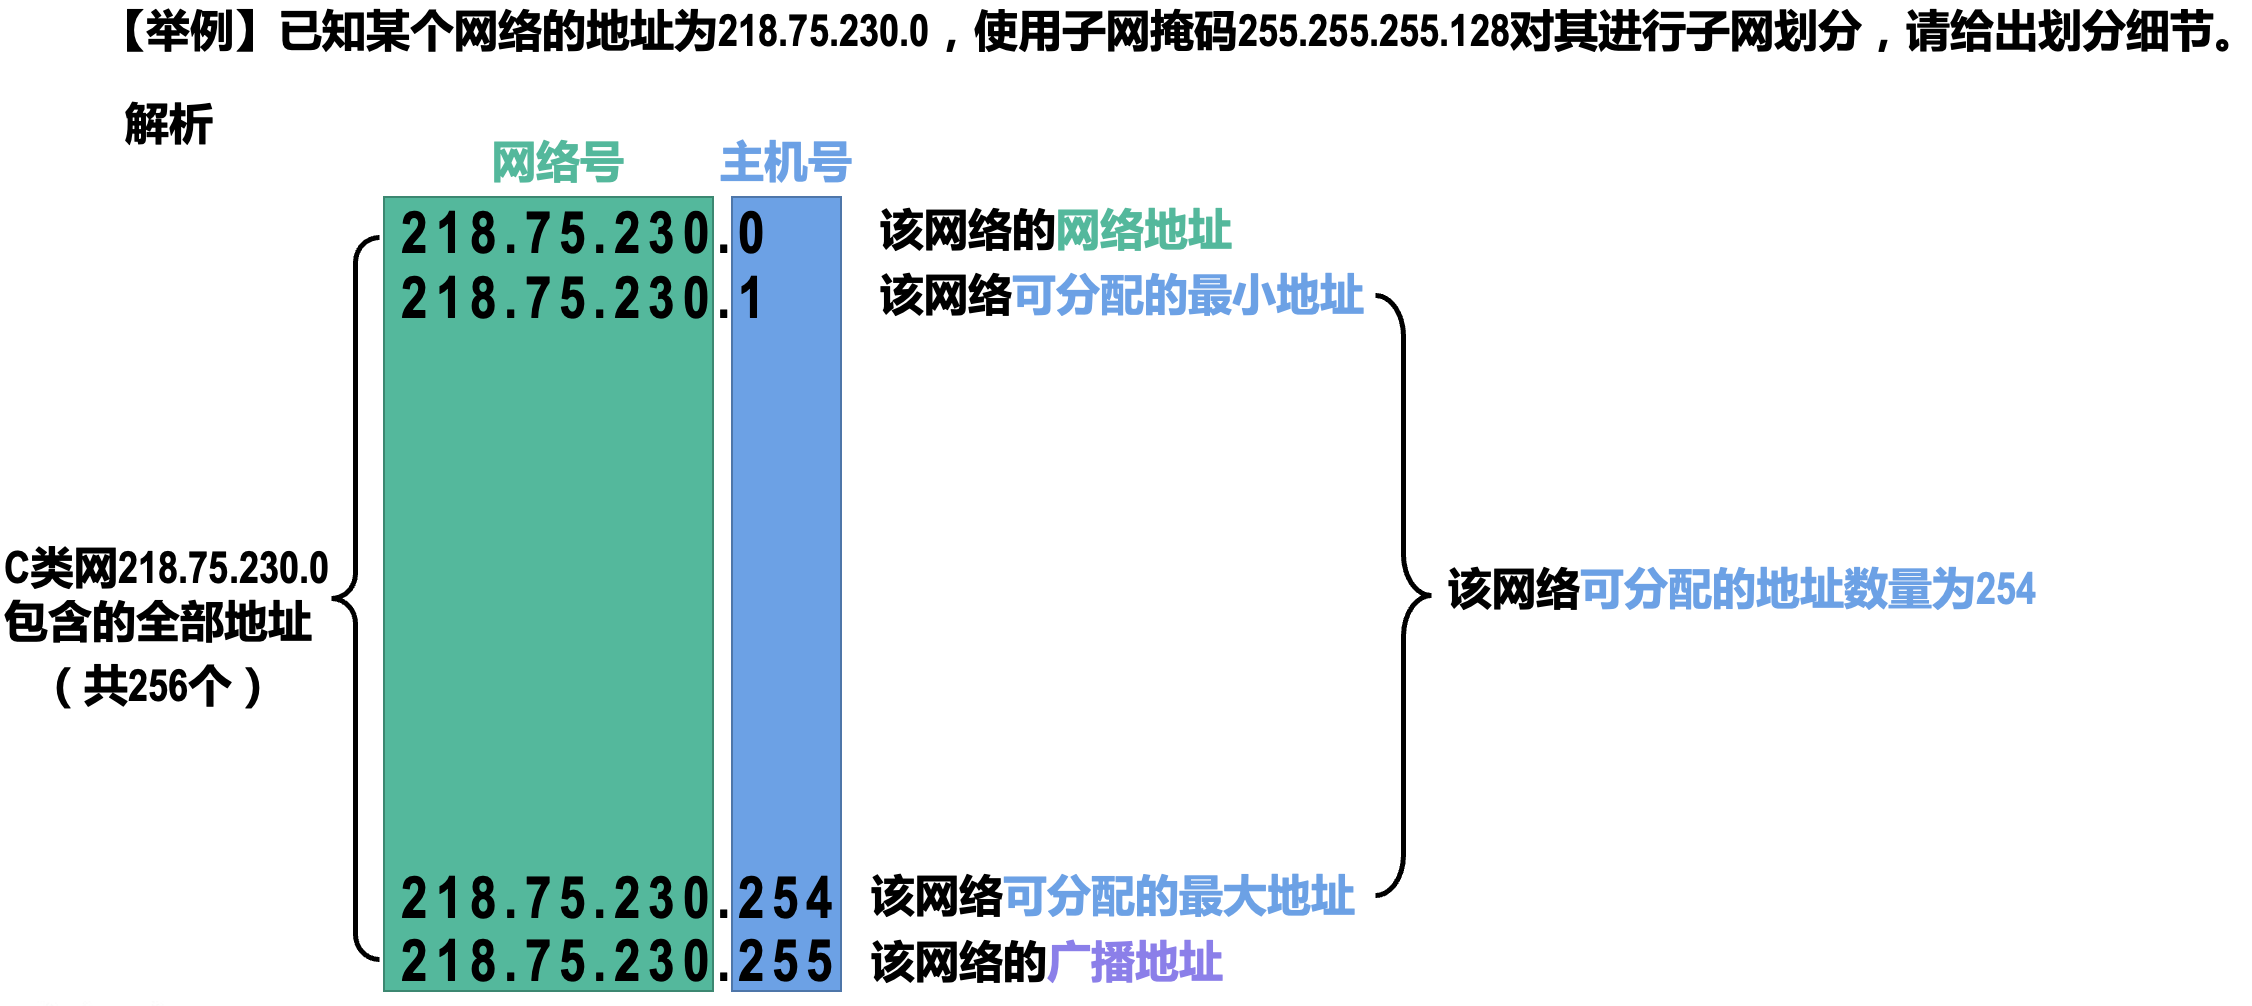 【举例】已知某个网络的地址为218.75.230.0，使用子网掩码255.255.255.128对其进行子网划分，请给出划分细节。
解析
网络号 主机号
218.75.230.0 该网络的网络地址
218.75.230.1 该网络可分配的最小地址
C类网218.75.230.0
包含的全部地址
（共256个）
该网络可分配的地址数量为254
218.75.230.254 该网络可分配的最大地址
218.75.230.255 该网络的广播地址